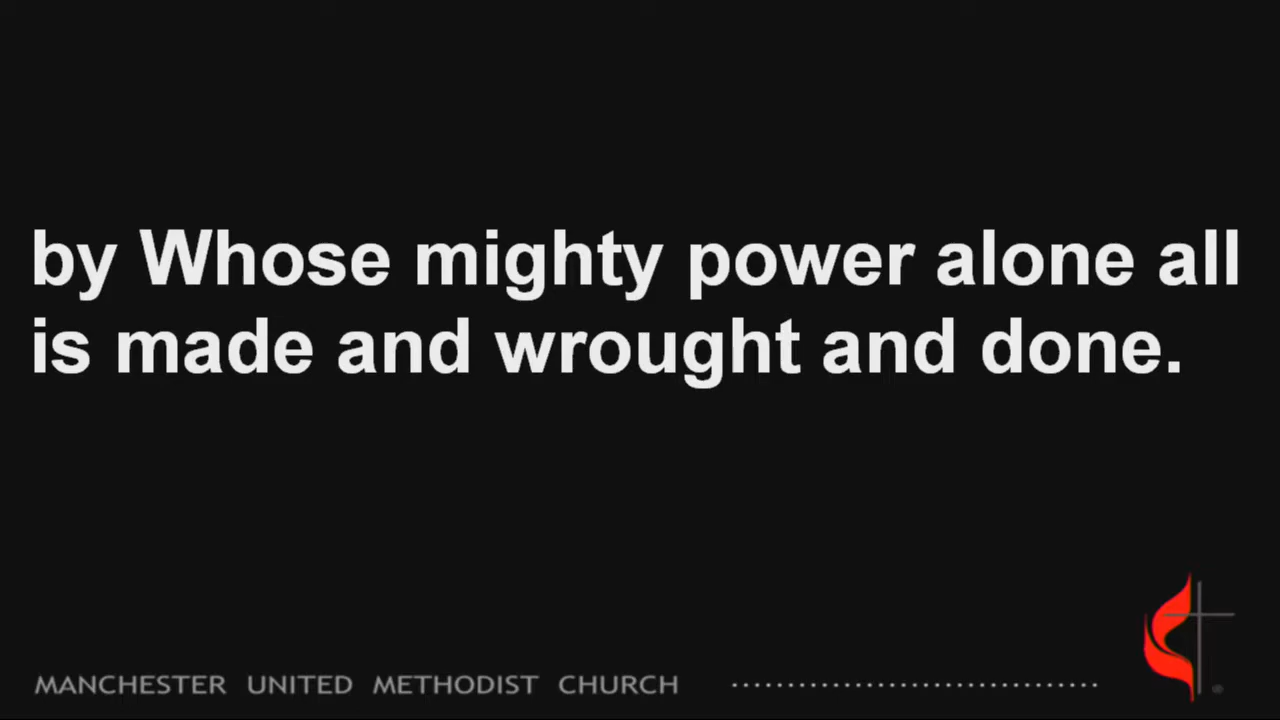 by Whose mighty power alone all
is made and wrought and done.
MANCHESTER UNITED METHODIST CHURCH